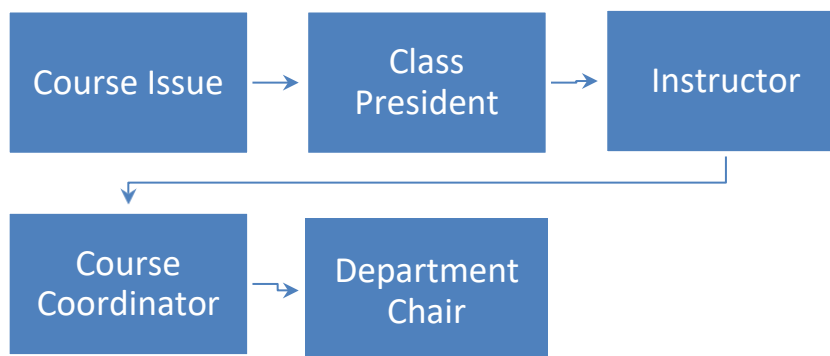 Course Issue
Class
President
Instructor
Course
Coordinator
Department
Chair